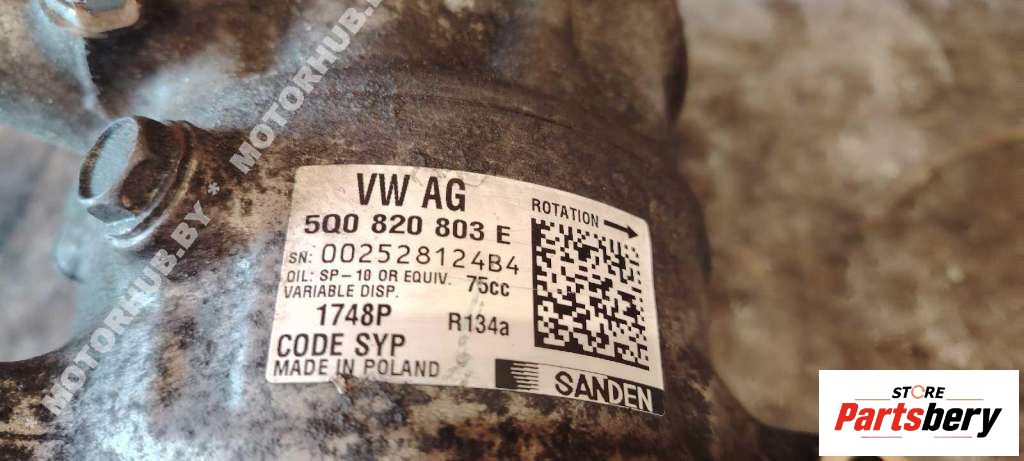 MOTORHUB.BY * MOTORHUB.BY
VW AG
5Q0 820 803 E
SN: 002528124B4
OIL: SP-10 OR EQUIV. 75cc
VARIABLE DISP.
1748P R134a
CODE SYP
MADE IN POLAND
ROTATION
SANDEN
STORE
Partsbery